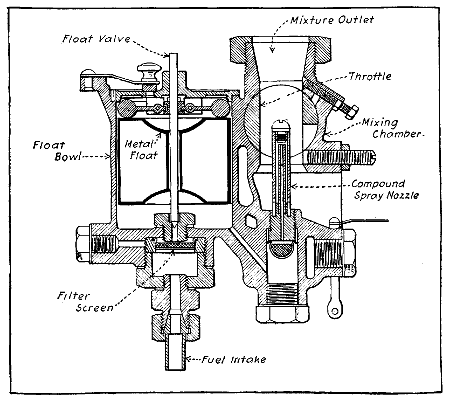 Mixture Outlet
Float Valve
Throttle
Mixing
Chamber.
Metal
Float
Float
Bowl
Compound
Spray Nozzle
Filter
Screen
Fuel Intake